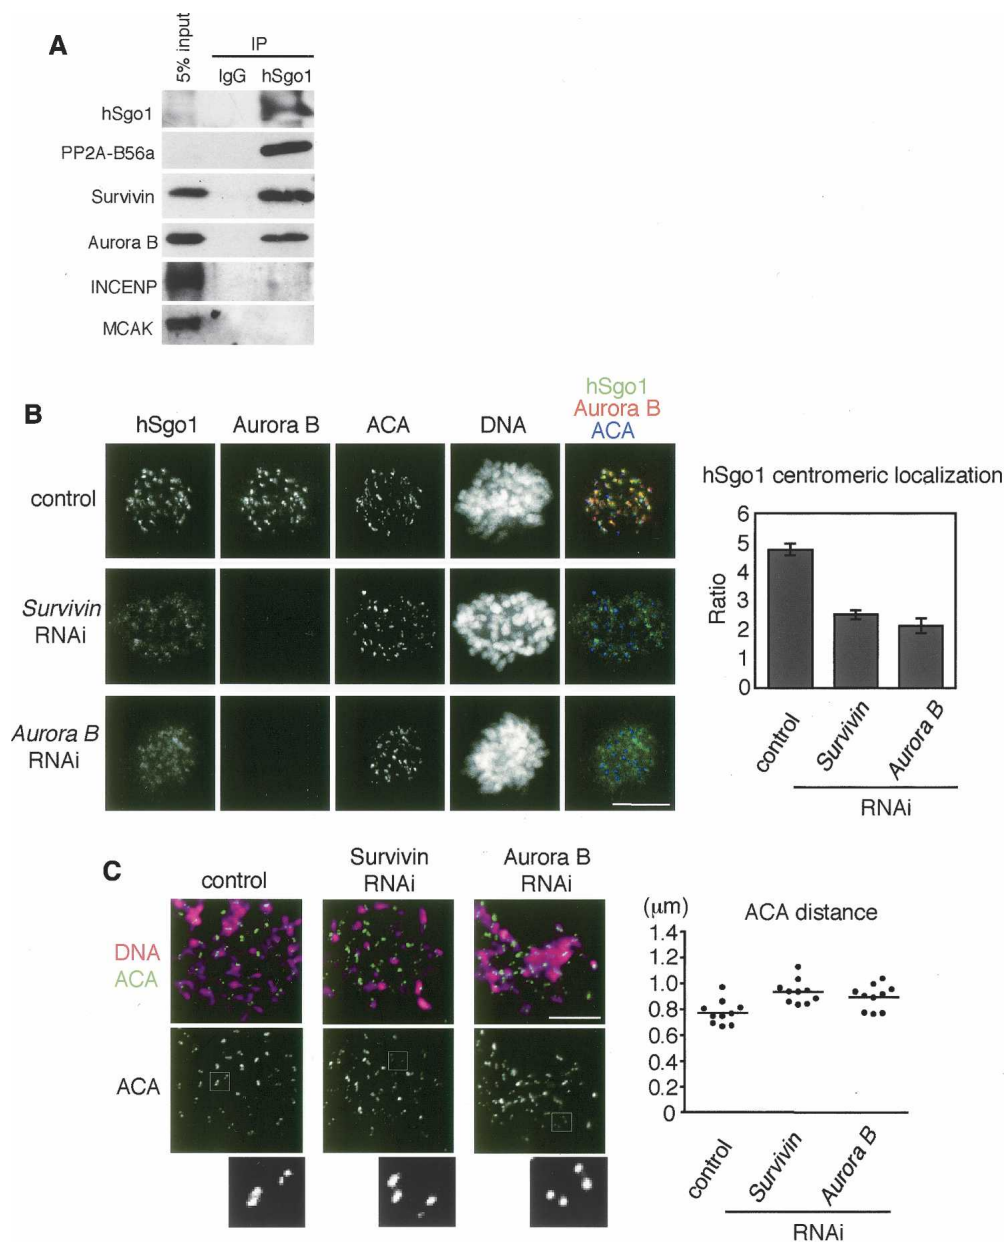 A
5% input
IP
IgG hSgo1
hSgo1
PP2A-B56a
Survivin
Aurora B
INCENP
MCAK
B
hSgo1 Aurora B ACA DNA
hSgo1
Aurora B
ACA
control
Survivin
RNAi
Aurora B
RNAi
hSgo1 centromeric localization
Ratio
6
5
4
3
2
1
0
control
Survivin
Aurora B
RNAi
C
control
Survivin
RNAi
Aurora B
RNAi
DNA
ACA
ACA
(μm)
ACA distance
1.4
1.2
1.0
0.8
0.6
0.4
0.2
0
control
Survivin
Aurora B
RNAi